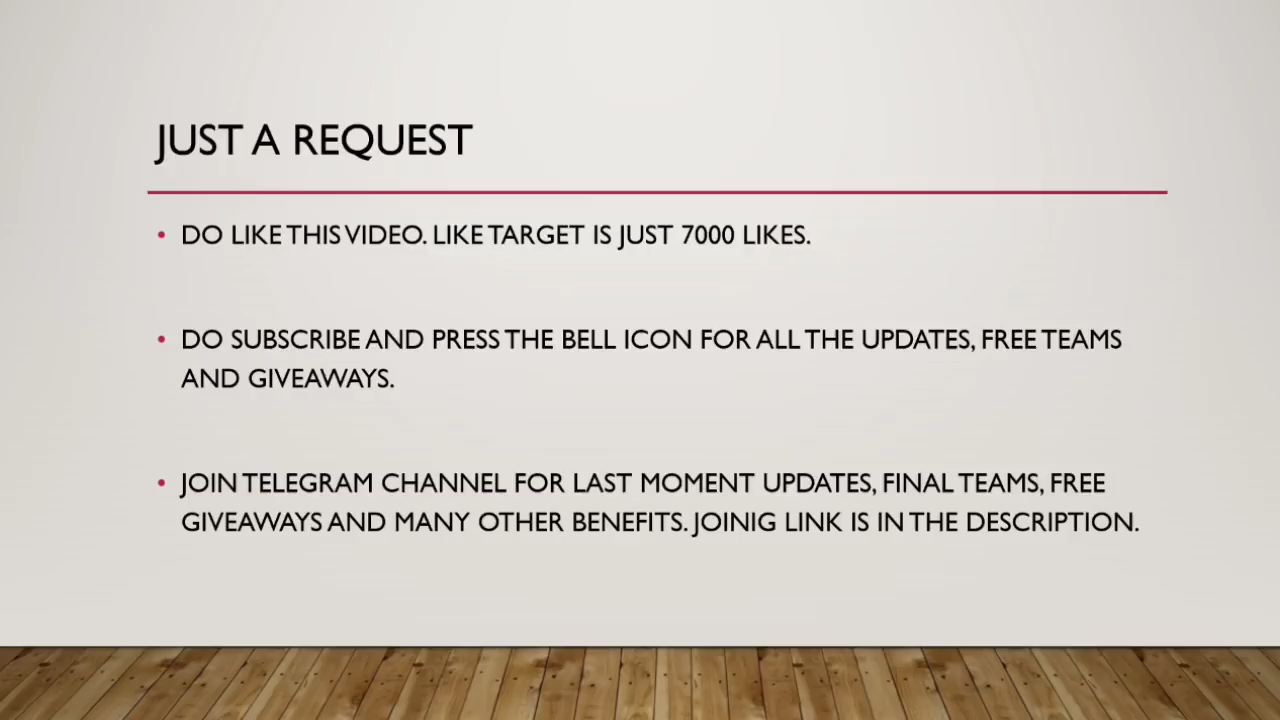 JUST A REQUEST
• DO LIKE THIS VIDEO. LIKE TARGET IS JUST 7000 LIKES.
• DO SUBSCRIBE AND PRESS THE BELL ICON FOR ALL THE UPDATES, FREE TEAMS
AND GIVEAWAYS.
• JOIN TELEGRAM CHANNEL FOR LAST MOMENT UPDATES, FINAL TEAMS, FREE
GIVEAWAYS AND MANY OTHER BENEFITS. JOINIG LINK IS IN THE DESCRIPTION.